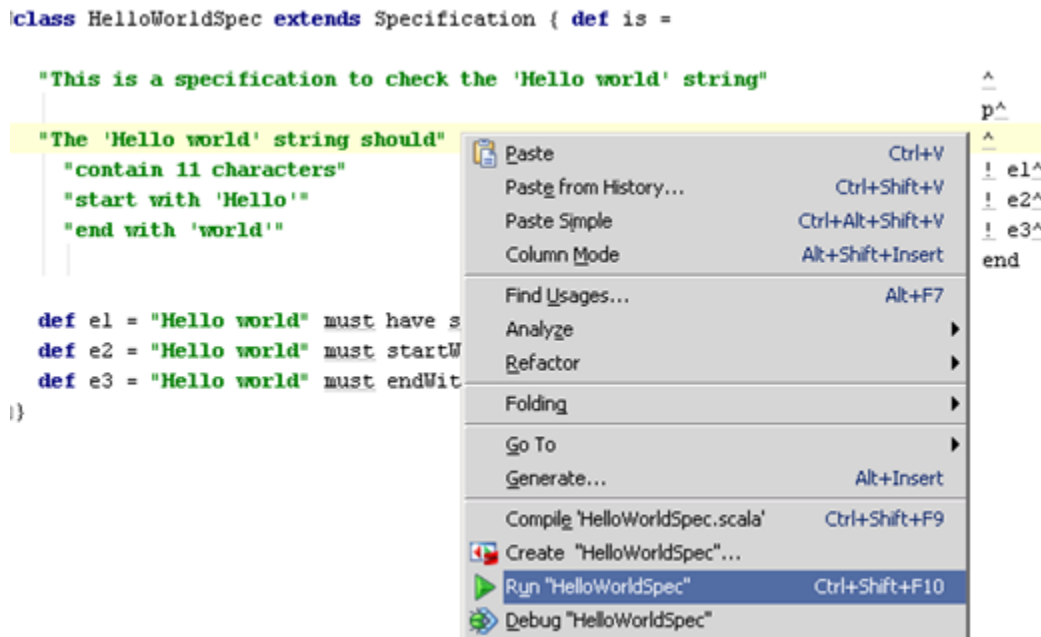 class HelloWorldSpec extends Specification { def is =
"This is a specification to check the 'Hello world' string" ^
p^
"The 'Hello world' string should" ^
"contain 11 characters" ! e1^
"start with 'Hello'" ! e2^
"end with 'world'" ! e3^
end
def e1 = "Hello world" must have s
def e2 = "Hello world" must startW
def e3 = "Hello world" must endWit
}
Paste Ctrl+V
Paste from History... Ctrl+Shift+V
Paste Simple Ctrl+Alt+Shift+V
Column Mode Alt+Shift+Insert
Find Usages... Alt+F7
Analyze
Refactor
Folding
Go To
Generate... Alt+Insert
Compile 'HelloWorldSpec.scala' Ctrl+Shift+F9
Create "HelloWorldSpec"...
Run "HelloWorldSpec" Ctrl+Shift+F10
Debug "HelloWorldSpec"